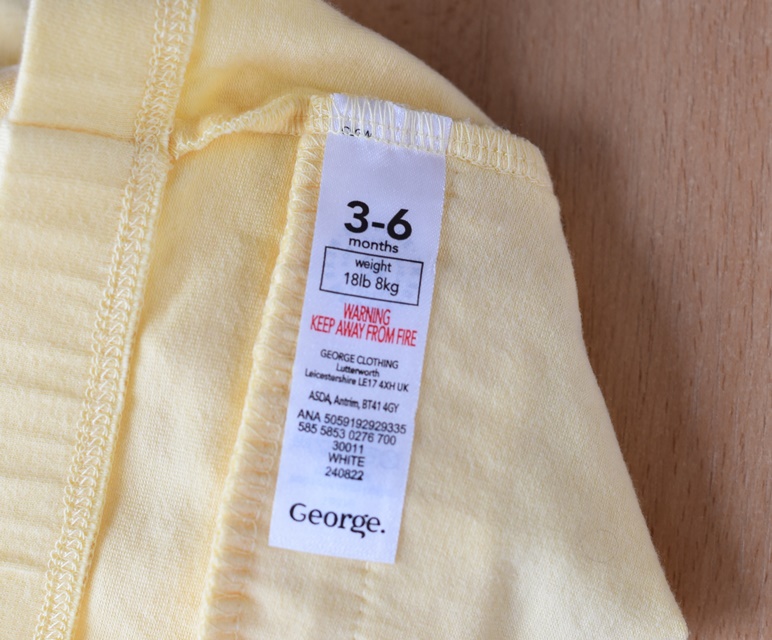 3-6
months
weight
18lb 8kg
WARNING
KEEP AWAY FROM FIRE
GEORGE CLOTHING
Lutterworth
Leicestershire LE17 4XH UK
ASDA, Antrim, BT41 4GY
ANA 5059192929335
585 5853 0276 700
30011
WHITE
240822
George.